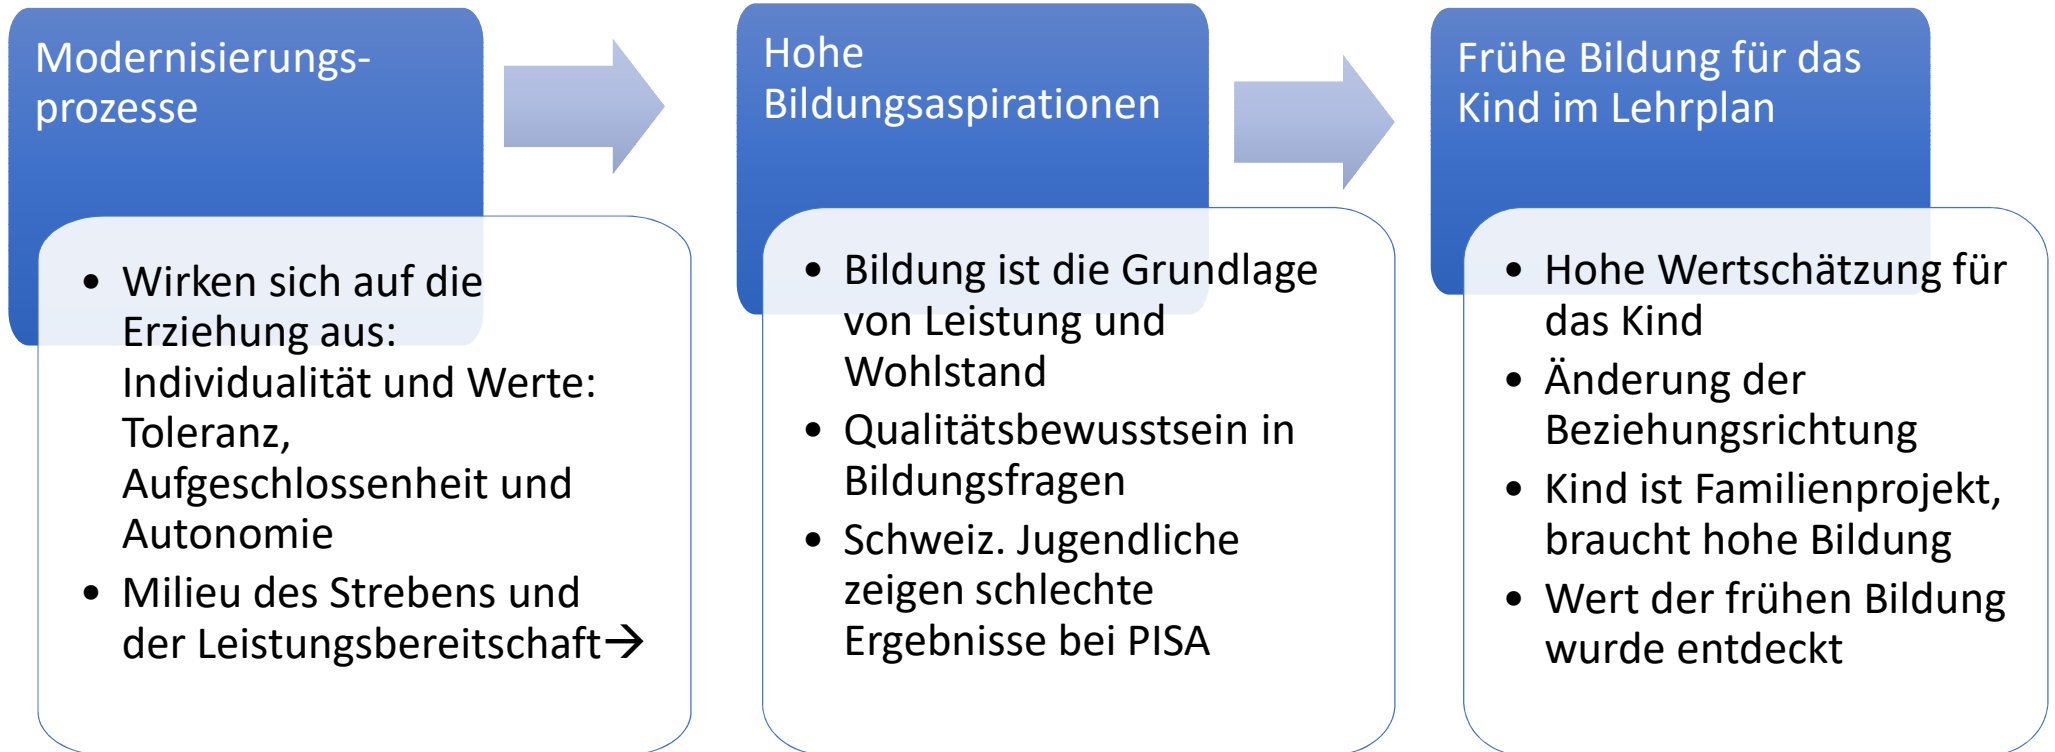 Modernisierungs-
prozesse
• Wirken sich auf die
Erziehung aus:
Individualität und Werte:
Toleranz,
Aufgeschlossenheit und
Autonomie
• Milieu des Strebens und
der Leistungsbereitschaft→
Hohe
Bildungsaspirationen
• Bildung ist die Grundlage
von Leistung und
Wohlstand
• Qualitätsbewusstsein in
Bildungsfragen
• Schweiz. Jugendliche
zeigen schlechte
Ergebnisse bei PISA
Frühe Bildung für das
Kind im Lehrplan
• Hohe Wertschätzung für
das Kind
• Änderung der
Beziehungsrichtung
• Kind ist Familienprojekt,
braucht hohe Bildung
• Wert der frühen Bildung
wurde entdeckt